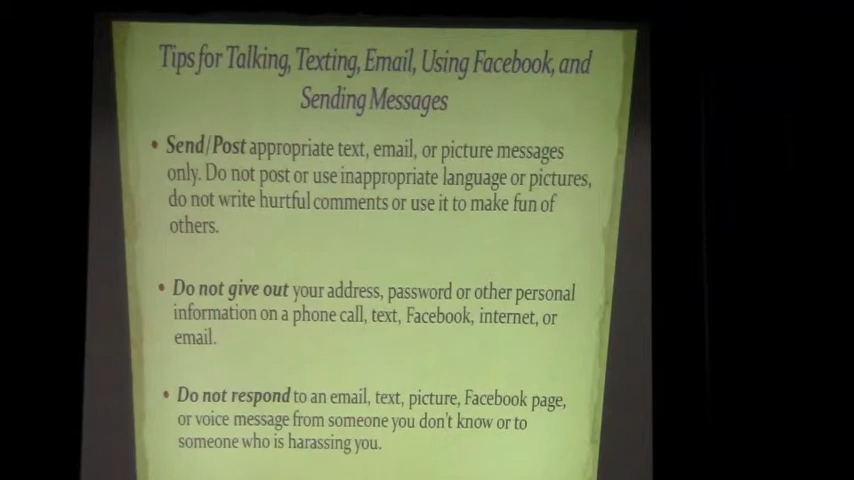 Tips for Talking, Texting, Email, Using Facebook, and
Sending Messages
• Send/Post appropriate text, email, or picture messages
only. Do not post or use inappropriate language or pictures,
do not write hurtful comments or use it to make fun of
others.
• Do not give out your address, password or other personal
information on a phone call, text, Facebook, internet, or
email.
• Do not respond to an email, text, picture, Facebook page,
or voice message from someone you don't know or to
someone who is harassing you.